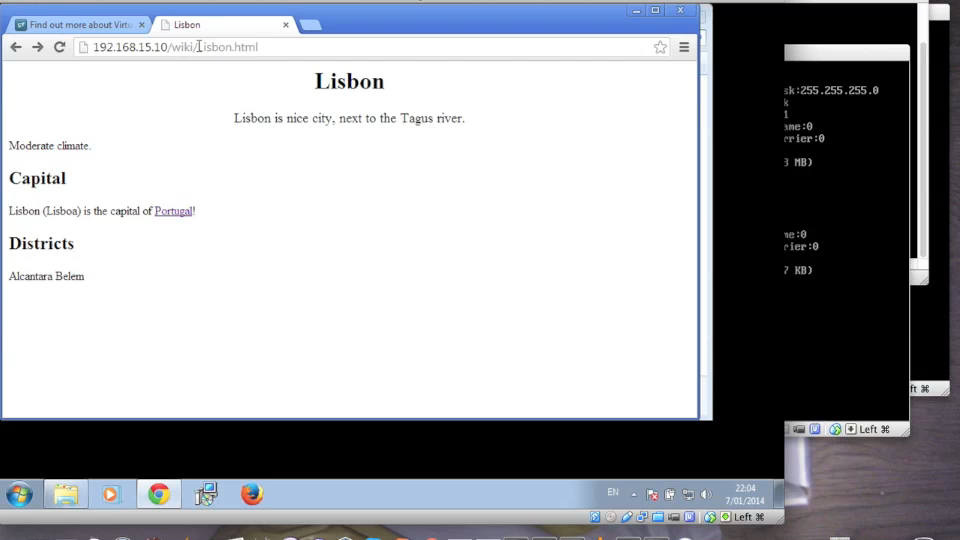 Find out more about Virtu
Lisbon
192.168.15.10/wiki/Lisbon.html
Lisbon
Lisbon is nice city, next to the Tagus river.
Moderate climate.
Capital
Lisbon (Lisboa) is the capital of Portugal!
Districts
Alcantara Belem
sk:255.255.255.0
k
1
ame:0
rrier:0
3 MB)
me:0
rier:0
7 KB)
ft ⌘
Left ⌘
EN
22:04
7/01/2014
Left ⌘